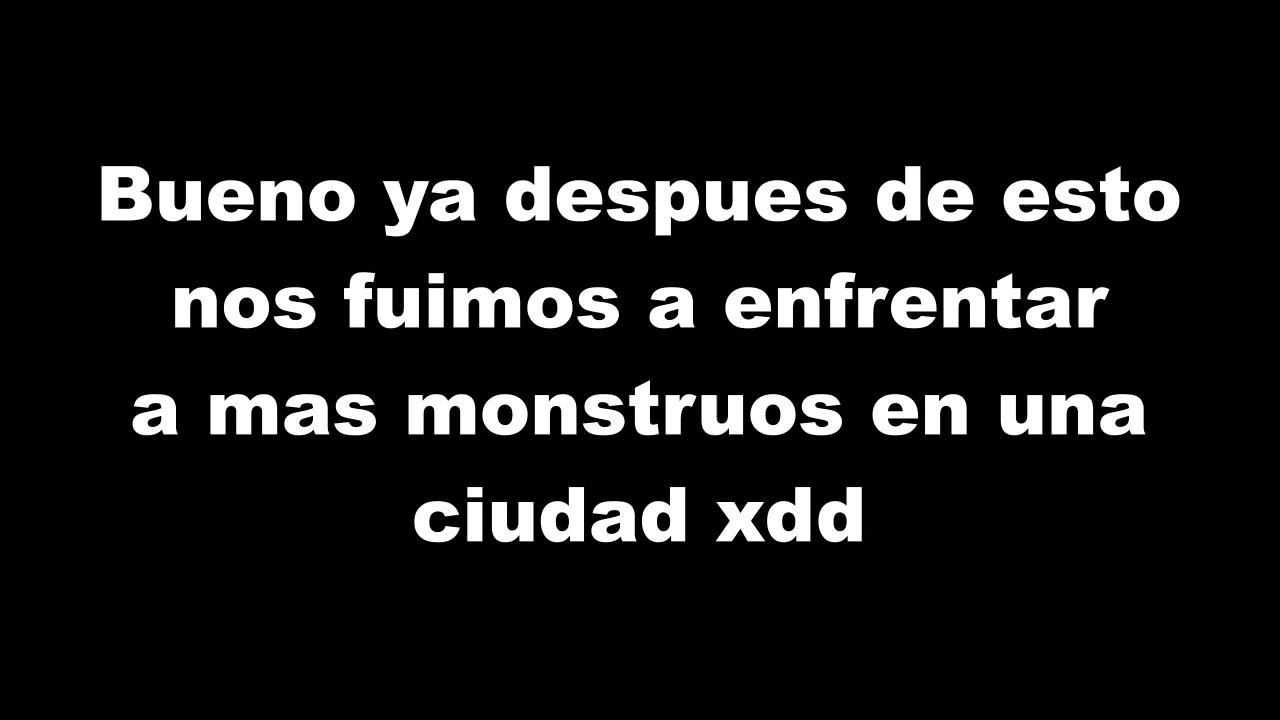 Bueno ya despues de esto
nos fuimos a enfrentar
a mas monstruos en una
ciudad xdd